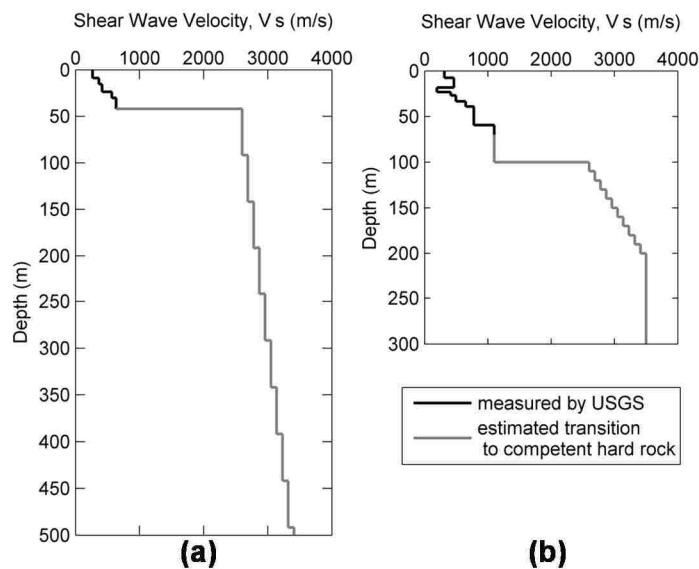 Shear Wave Velocity, V s (m/s)
0 1000 2000 3000 4000
0
50
100
150
200
250
300
350
400
450
500
Depth (m)
(a)
Shear Wave Velocity, V s (m/s)
0 1000 2000 3000 4000
0
50
100
150
200
250
300
Depth (m)
measured by USGS
estimated transition
to competent hard rock
(b)